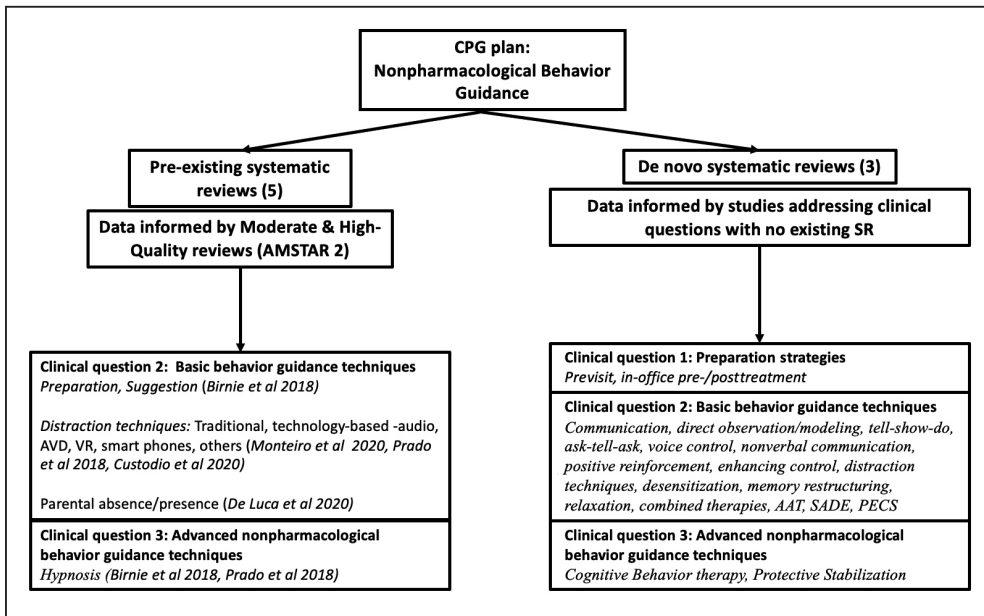 CPG plan:
Nonpharmacological Behavior
Guidance
Pre-existing systematic
reviews (5)
Data informed by Moderate & High-
Quality reviews (AMSTAR 2)
Clinical question 2:  Basic behavior guidance techniques
Preparation, Suggestion (Birnie et al 2018)
Distraction techniques: Traditional, technology-based -audio,
AVD, VR, smart phones, others (Monteiro et al  2020, Prado
et al 2018, Custodio et al 2020)
Parental absence/presence (De Luca et al 2020)
Clinical question 3: Advanced nonpharmacological
behavior guidance techniques
Hypnosis (Birnie et al 2018, Prado et al 2018)
De novo systematic reviews (3)
Data informed by studies addressing clinical
questions with no existing SR
Clinical question 1: Preparation strategies
Previsit, in-office pre-/posttreatment
Clinical question 2: Basic behavior guidance techniques
Communication, direct observation/modeling, tell-show-do,
ask-tell-ask, voice control, nonverbal communication,
positive reinforcement, enhancing control, distraction
techniques, desensitization, memory restructuring,
relaxation, combined therapies, AAT, SADE, PECS
Clinical question 3: Advanced nonpharmacological
behavior guidance techniques
Cognitive Behavior therapy, Protective Stabilization